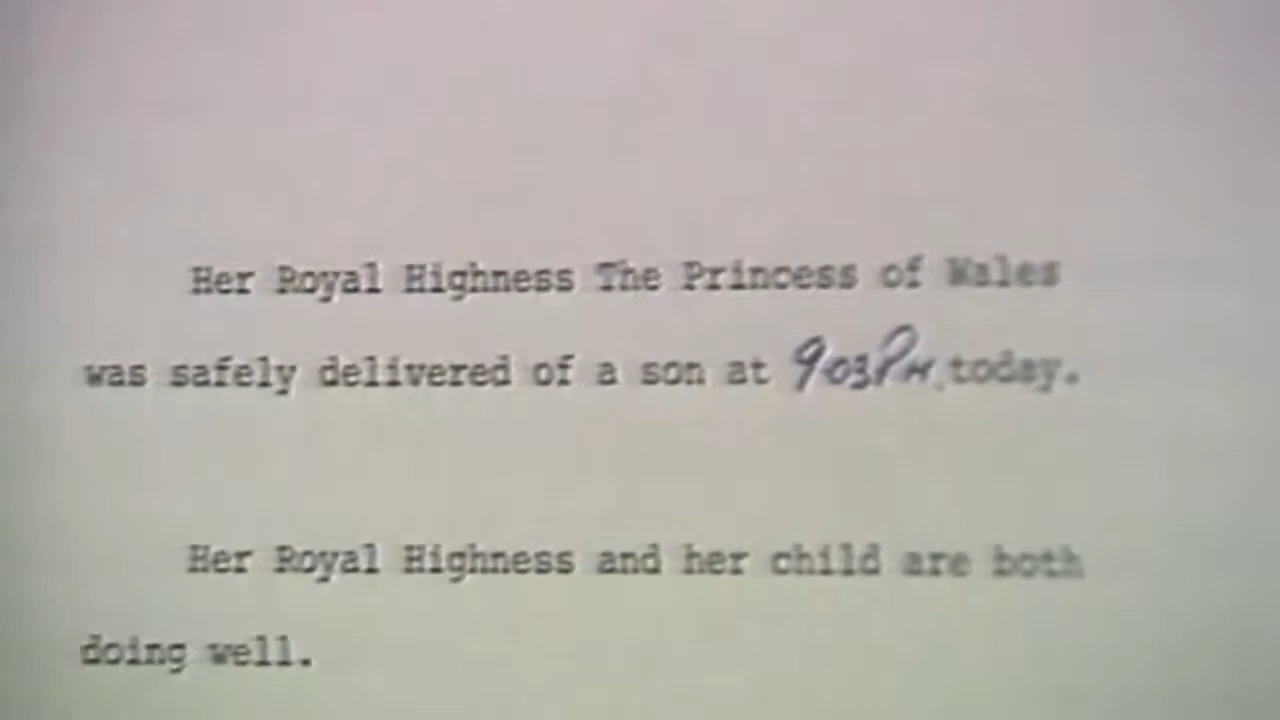 Her Royal Highness The Princess of Wales
was safely delivered of a son at 903PM. today.
Her Royal Highness and her child are both
doing well.